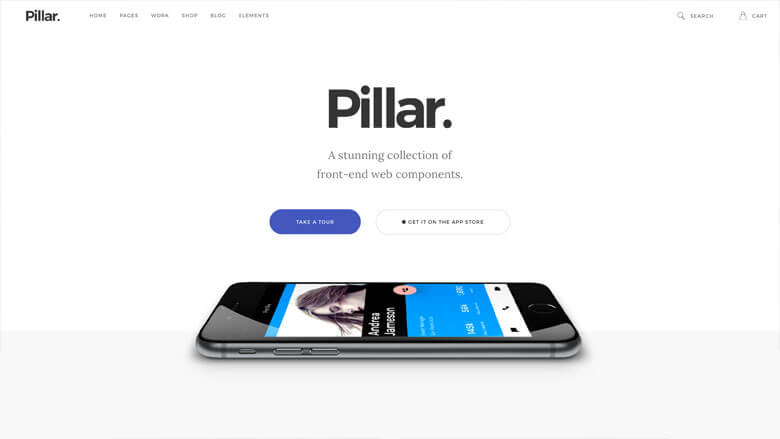 Pillar.
HOME PAGES WORK SHOP BLOG ELEMENTS
SEARCH
CART
Pillar.
A stunning collection of
front-end web components.
TAKE A TOUR
GET IT ON THE APP STORE
Profile
Andrea
Jameson